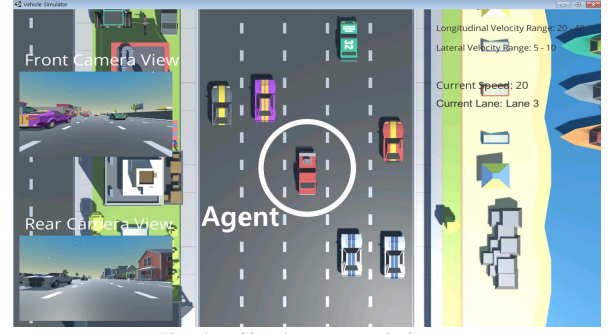 Vehicle Simulator
Front Camera View
Longitudinal Velocity Range: 20 - 40
Lateral Velocity Range: 5 - 10
Current Speed: 20
Current Lane: Lane 3
32
Agent
Rear Camera View